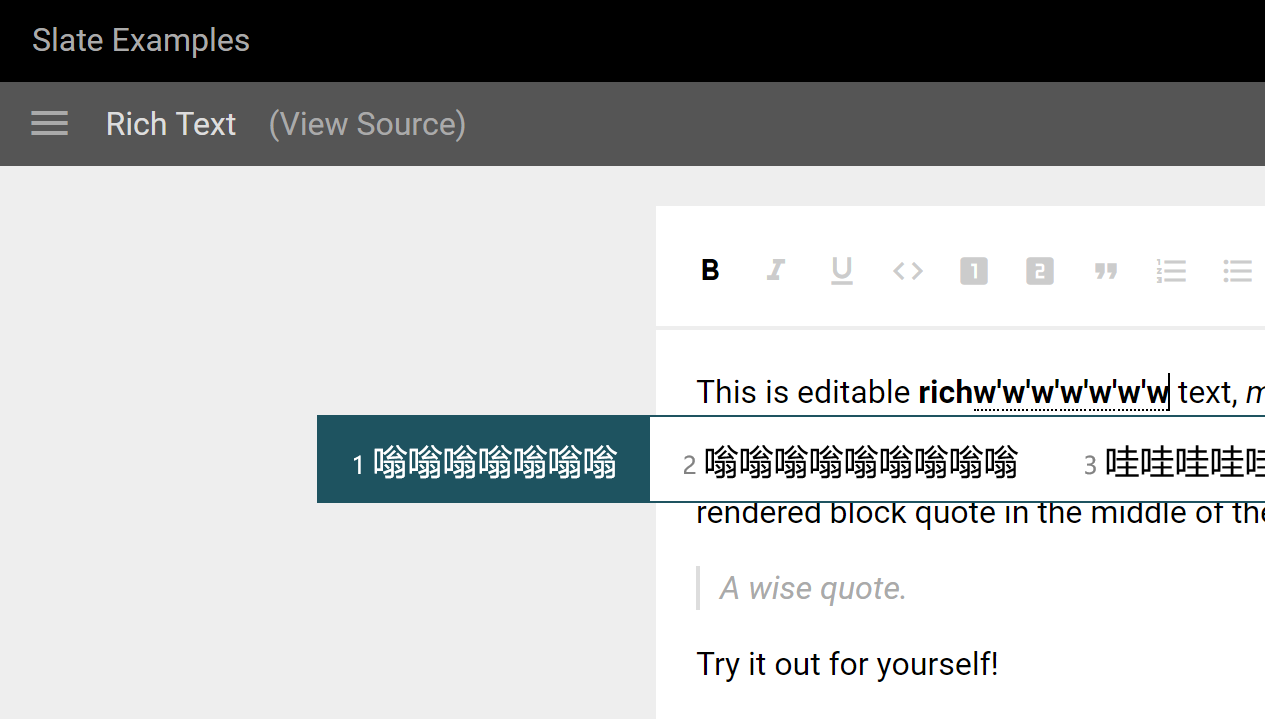 Slate Examples
Rich Text (View Source)
B I U <> 1 2 "
This is editable richw'w'w'w'w'w'w text,
1 嗡嗡嗡嗡嗡嗡嗡 2 嗡嗡嗡嗡嗡嗡嗡嗡嗡 3 哇哇哇哇
rendered block quote in the middle of the
A wise quote.
Try it out for yourself!